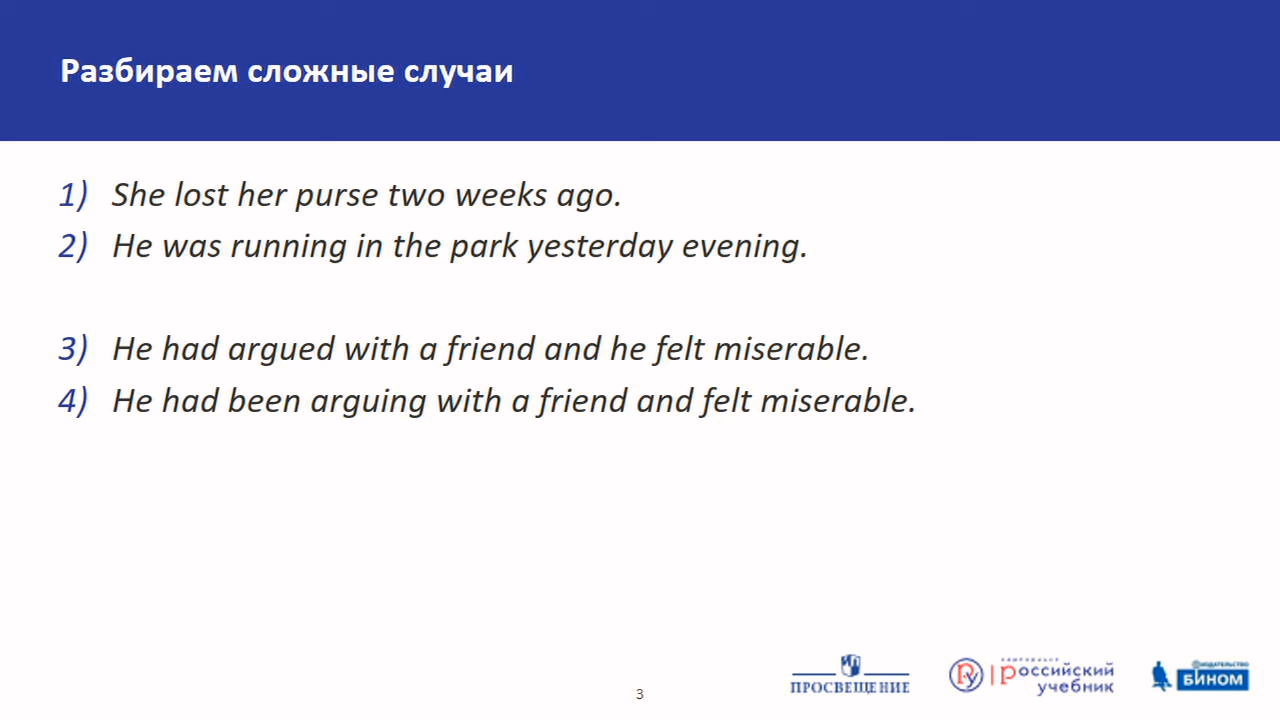 Разбираем сложные случаи
1) She lost her purse two weeks ago.
2) He was running in the park yesterday evening.
3) He had argued with a friend and he felt miserable.
4) He had been arguing with a friend and felt miserable.
3
ПРОСВЕЩЕНИЕ
российский
учебник
ИЗДАТЕЛЬСТВО
БИНОМ